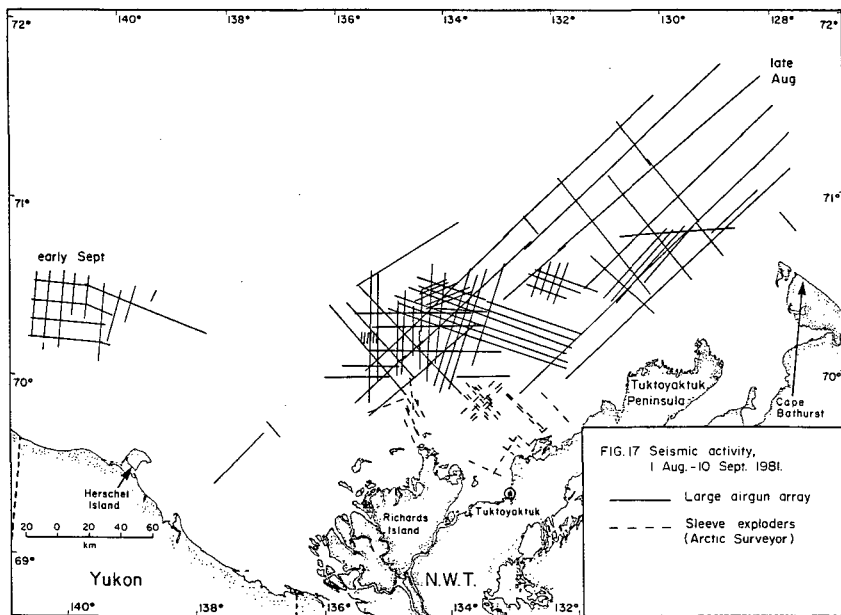 72° 140° 138° 136° 134° 132° 130° 128° 72°
late
Aug
71° 71°
early Sept
70° 70°
Tuktoyaktuk
Peninsula
Cape
Bathurst
Herschel
Island
20 0 20 40 60
km
Richards
Island
Tuktoyaktuk
69°
Yukon N.W.T.
140° 138° 136° 134° 132°
FIG.17 Seismic activity,
1 Aug.-10 Sept. 1981.
Large airgun array
Sleeve exploders
(Arctic Surveyor)